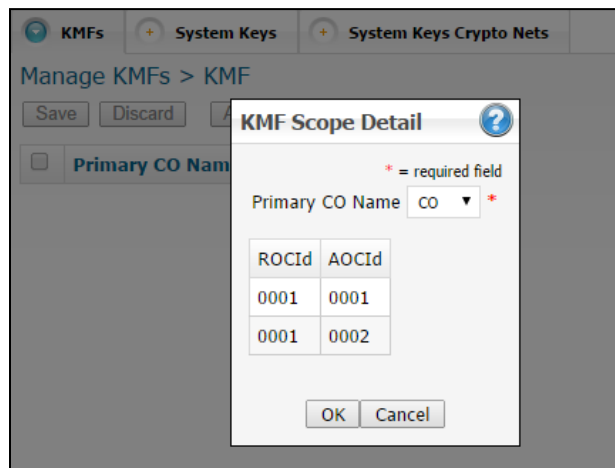 KMFs
System Keys
System Keys Crypto Nets
Manage KMFs > KMF
Save Discard A
Primary CO Nam
KMF Scope Detail ?
* = required field
Primary CO Name CO *
ROCId AOCId
0001 0001
0001 0002
OK Cancel